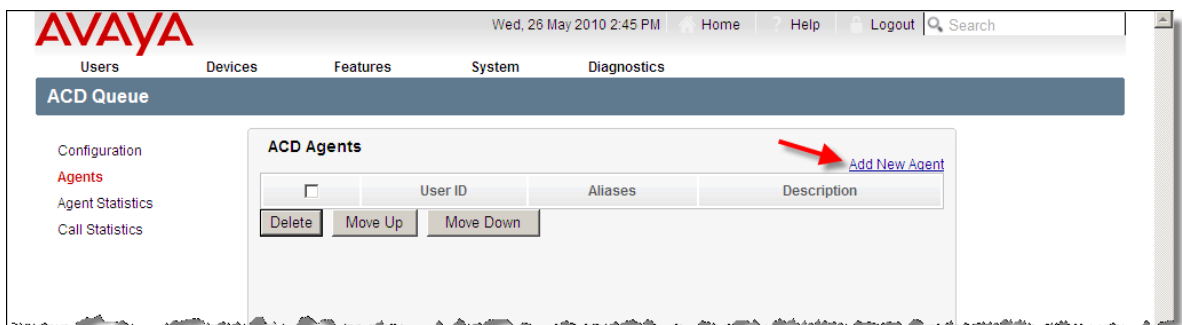 AVAYA
Wed, 26 May 2010 2:45 PM Home ? Help Logout Search
Users Devices Features System Diagnostics
ACD Queue
Configuration
Agents
Agent Statistics
Call Statistics
ACD Agents
Add New Agent
User ID Aliases Description
Delete Move Up Move Down